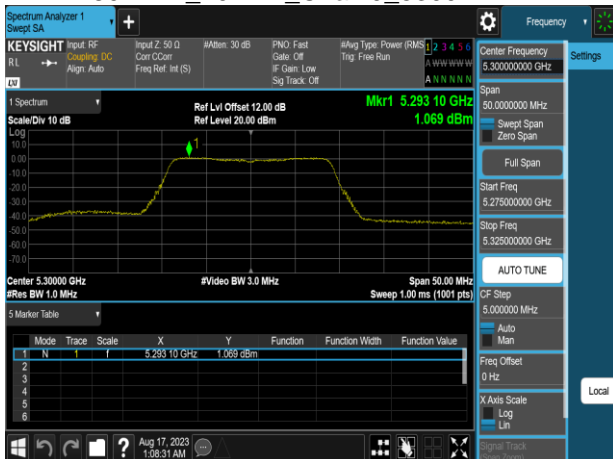 Spectrum Analyzer 1
Swept SA
+
Frequency
KEYSIGHT
Input: RF
Coupling: DC
Align: Auto
Input Z: 50 Ω
Corr CCorr
Freq Ref: Int (S)
#Atten: 30 dB
PNO: Fast
Gate: Off
IF Gain: Low
Sig Track: Off
#Avg Type: Power (RMS
Trig: Free Run
1 2 3 4 5 6
A W W W W W
A N N N N N
R L
LXI
Center Frequency
5.300000000 GHz
Settings
Span
50.0000000 MHz
Swept Span
Zero Span
Full Span
Start Freq
5.275000000 GHz
Stop Freq
5.325000000 GHz
AUTO TUNE
CF Step
5.000000 MHz
Auto
Man
Freq Offset
0 Hz
X Axis Scale
Log
Lin
Signal Track
(Span Zoom)
Local
1 Spectrum
Scale/Div 10 dB
Ref Lvl Offset 12.00 dB
Ref Level 20.00 dBm
Mkr1 5.293 10 GHz
1.069 dBm
Log
10.0
0.00
-10.0
-20.0
-30.0
-40.0
-50.0
-60.0
-70.0
1
Center 5.30000 GHz
#Res BW 1.0 MHz
#Video BW 3.0 MHz
Span 50.00 MHz
Sweep 1.00 ms (1001 pts)
5 Marker Table
Mode Trace Scale X Y Function Function Width Function Value
1 N 1 f 5.293 10 GHz 1.069 dBm
2
3
4
5
6
?
Aug 17, 2023
1:08:31 AM